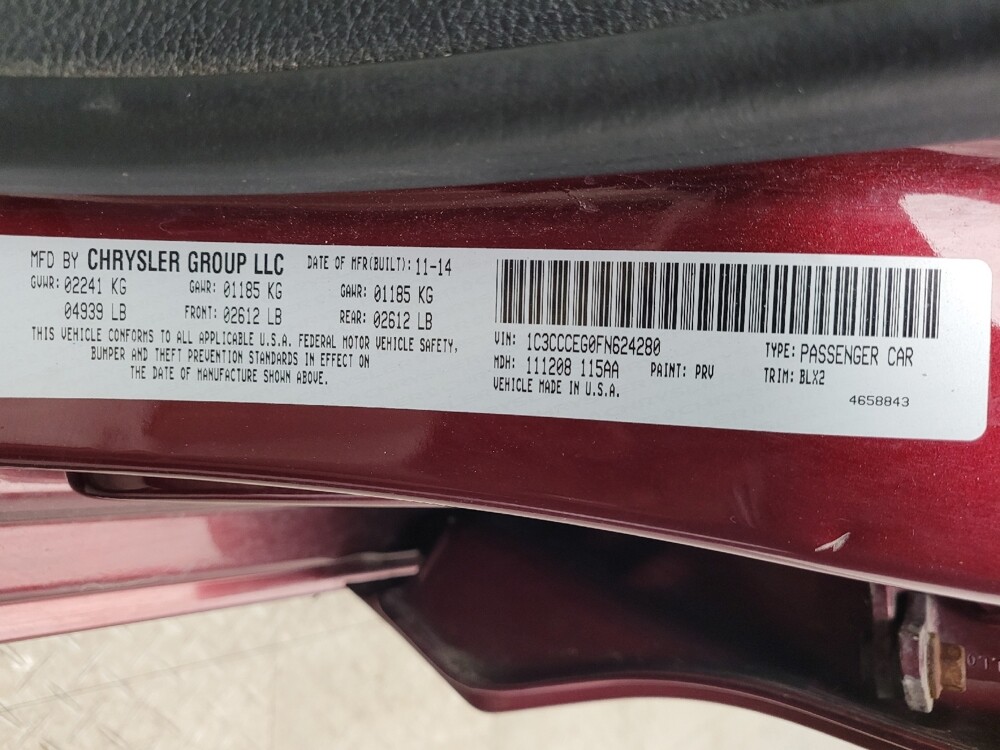 MFD BY CHRYSLER GROUP LLC DATE OF MFR(BUILT): 11-14
GVWR: 02241 KG GAWR: 01185 KG GAWR: 01185 KG
04939 LB FRONT: 02612 LB REAR: 02612 LB
THIS VEHICLE CONFORMS TO ALL APPLICABLE U.S.A. FEDERAL MOTOR VEHICLE SAFETY,
BUMPER AND THEFT PREVENTION STANDARDS IN EFFECT ON
THE DATE OF MANUFACTURE SHOWN ABOVE.
VIN: 1C3CCCEG0FN624280 TYPE: PASSENGER CAR
MDH: 111208 115AA PAINT: PRV TRIM: BLX2
VEHICLE MADE IN U.S.A.
4658843